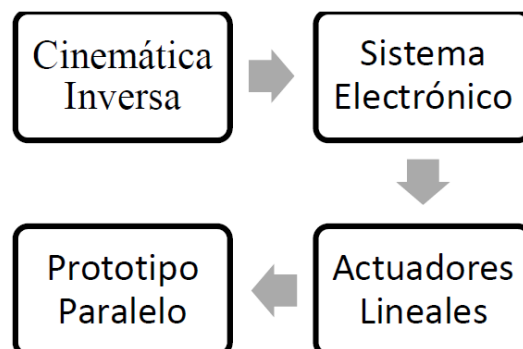 Cinemática
Inversa
Sistema
Electrónico
Actuadores
Lineales
Prototipo
Paralelo